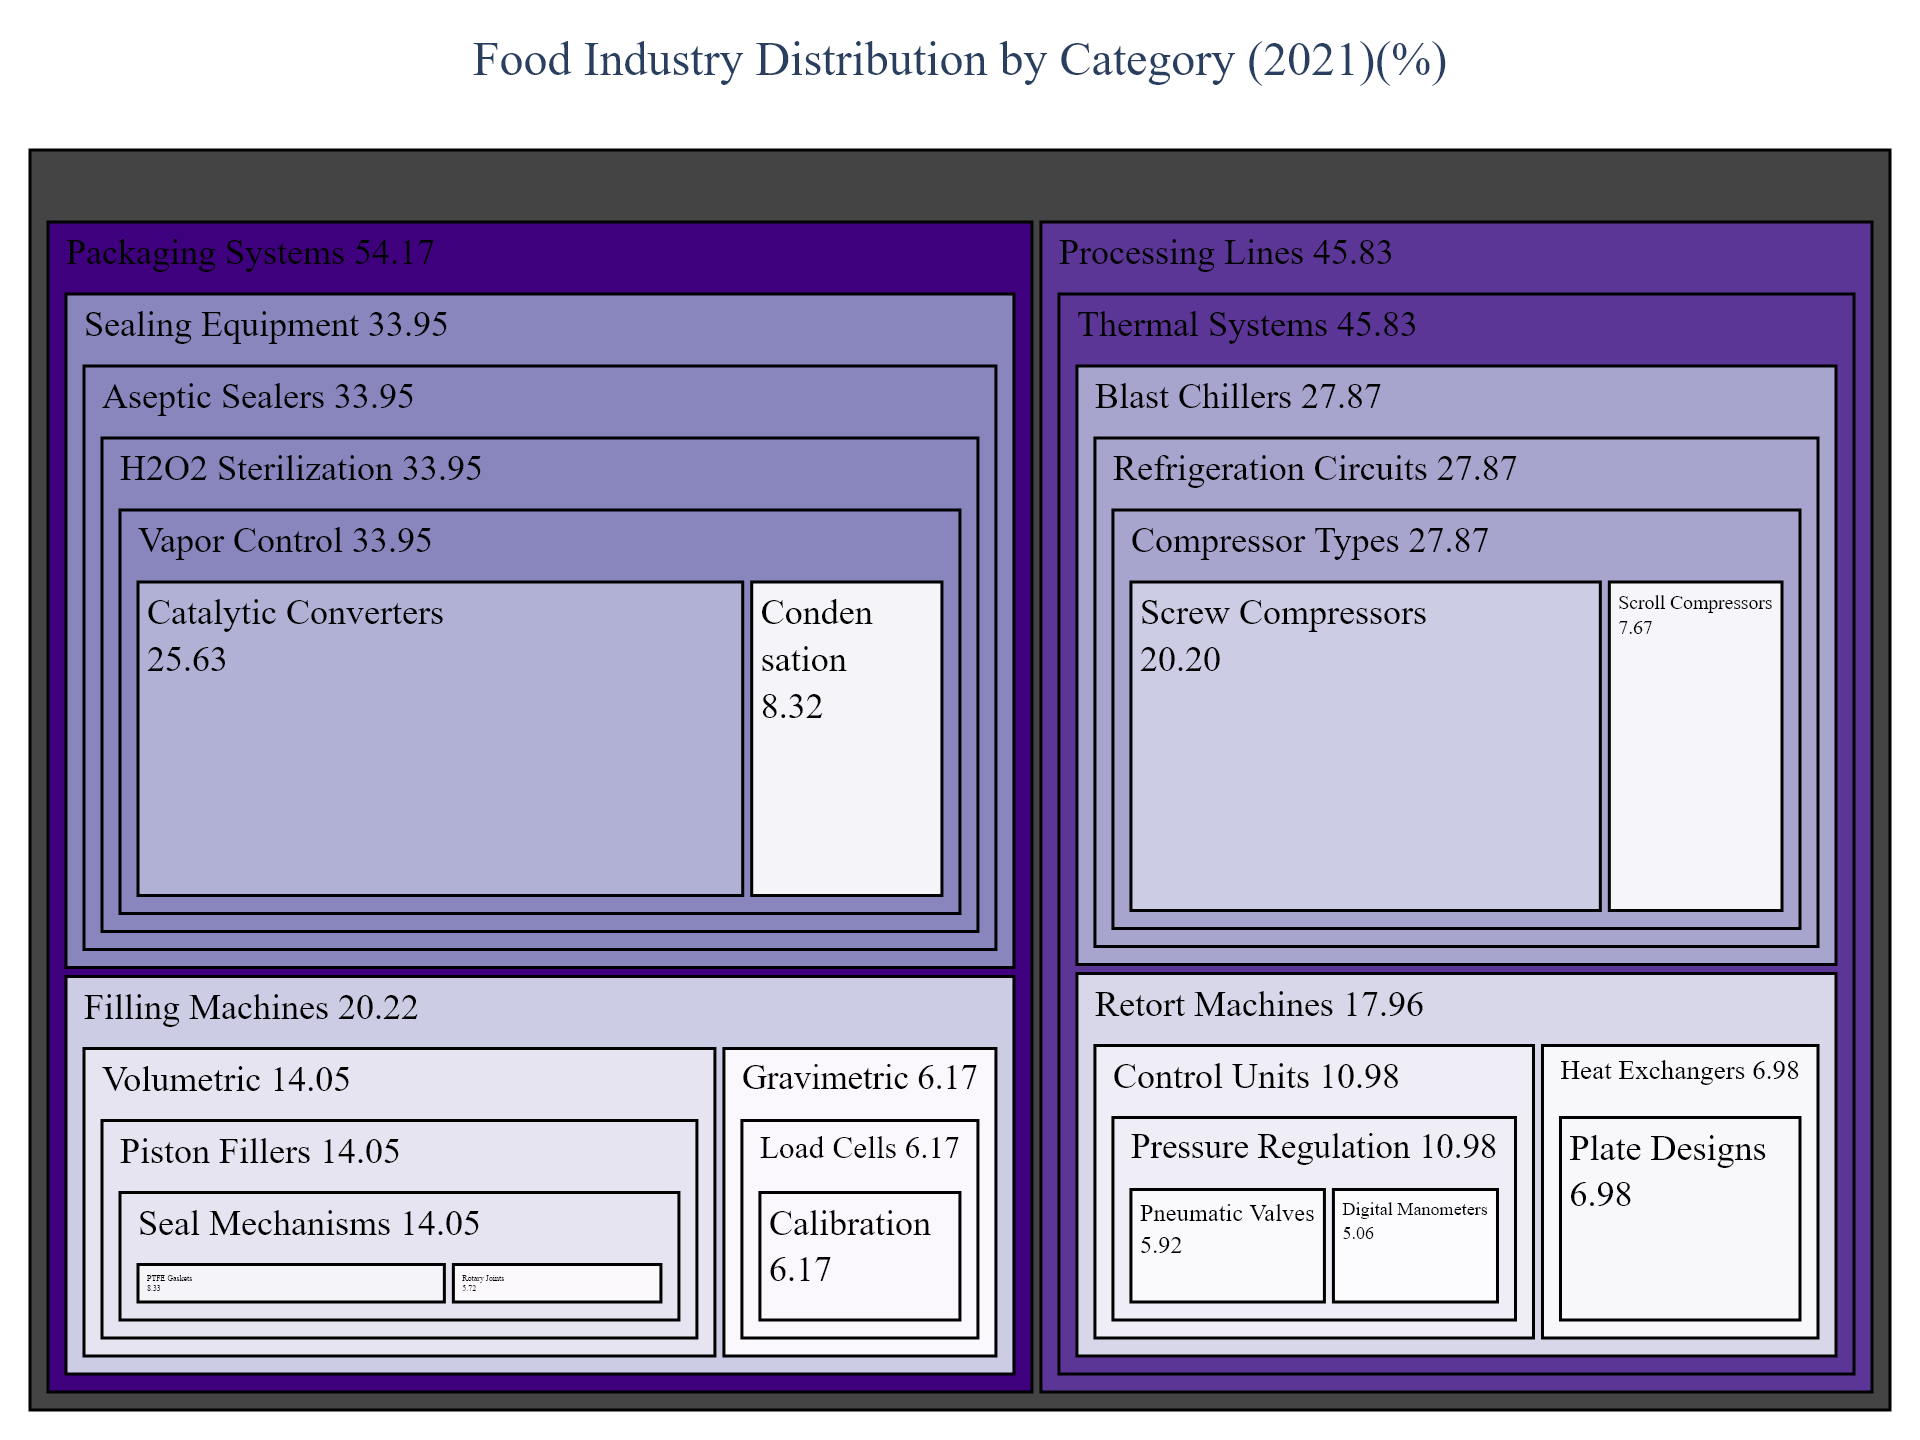 Food Industry Distribution by Category (2021)(%)
Packaging Systems 54.17
Sealing Equipment 33.95
Aseptic Sealers 33.95
H2O2 Sterilization 33.95
Vapor Control 33.95
Catalytic Converters
25.63
Conden
sation
8.32
Filling Machines 20.22
Volumetric 14.05
Piston Fillers 14.05
Seal Mechanisms 14.05
PTFE Gaskets
8.33
Rotary Joints
5.72
Gravimetric 6.17
Load Cells 6.17
Calibration
6.17
Processing Lines 45.83
Thermal Systems 45.83
Blast Chillers 27.87
Refrigeration Circuits 27.87
Compressor Types 27.87
Screw Compressors
20.20
Scroll Compressors
7.67
Retort Machines 17.96
Control Units 10.98
Pressure Regulation 10.98
Pneumatic Valves
5.92
Digital Manometers
5.06
Heat Exchangers 6.98
Plate Designs
6.98